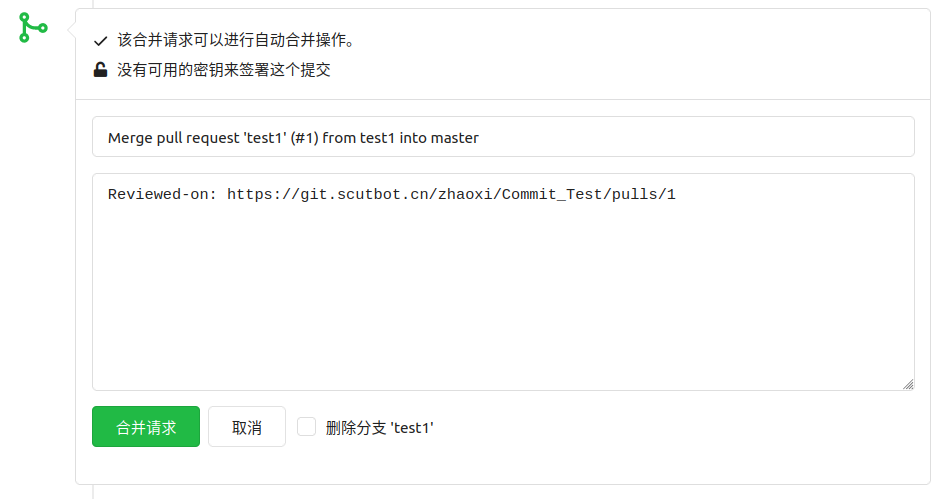 该合并请求可以进行自动合并操作。
没有可用的密钥来签署这个提交
Merge pull request 'test1' (#1) from test1 into master
Reviewed-on: https://git.scutbot.cn/zhaoxi/Commit_Test/pulls/1
合并请求 取消 删除分支 'test1'